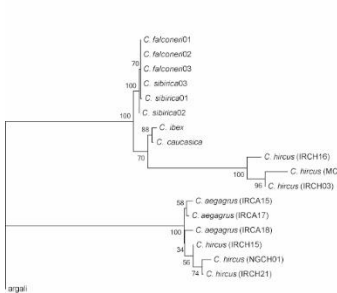 C. falconeri01
C. falconeri02
70
C. falconeri03
100
C. sibirica03
C. sibirica01
C. sibirica02
100
88
C. ibex
C. caucasica
70
C. hircus (IRCH16)
100
C. hircus (MC
96
C. hircus (IRCH03)
58
C. aegagrus (IRCA15)
C. aegagrus (IRCA17)
100
C. aegagrus (IRCA18)
34
C. hircus (IRCH15)
56
C. hircus (NGCH01)
74
C. hircus (IRCH21)
argali